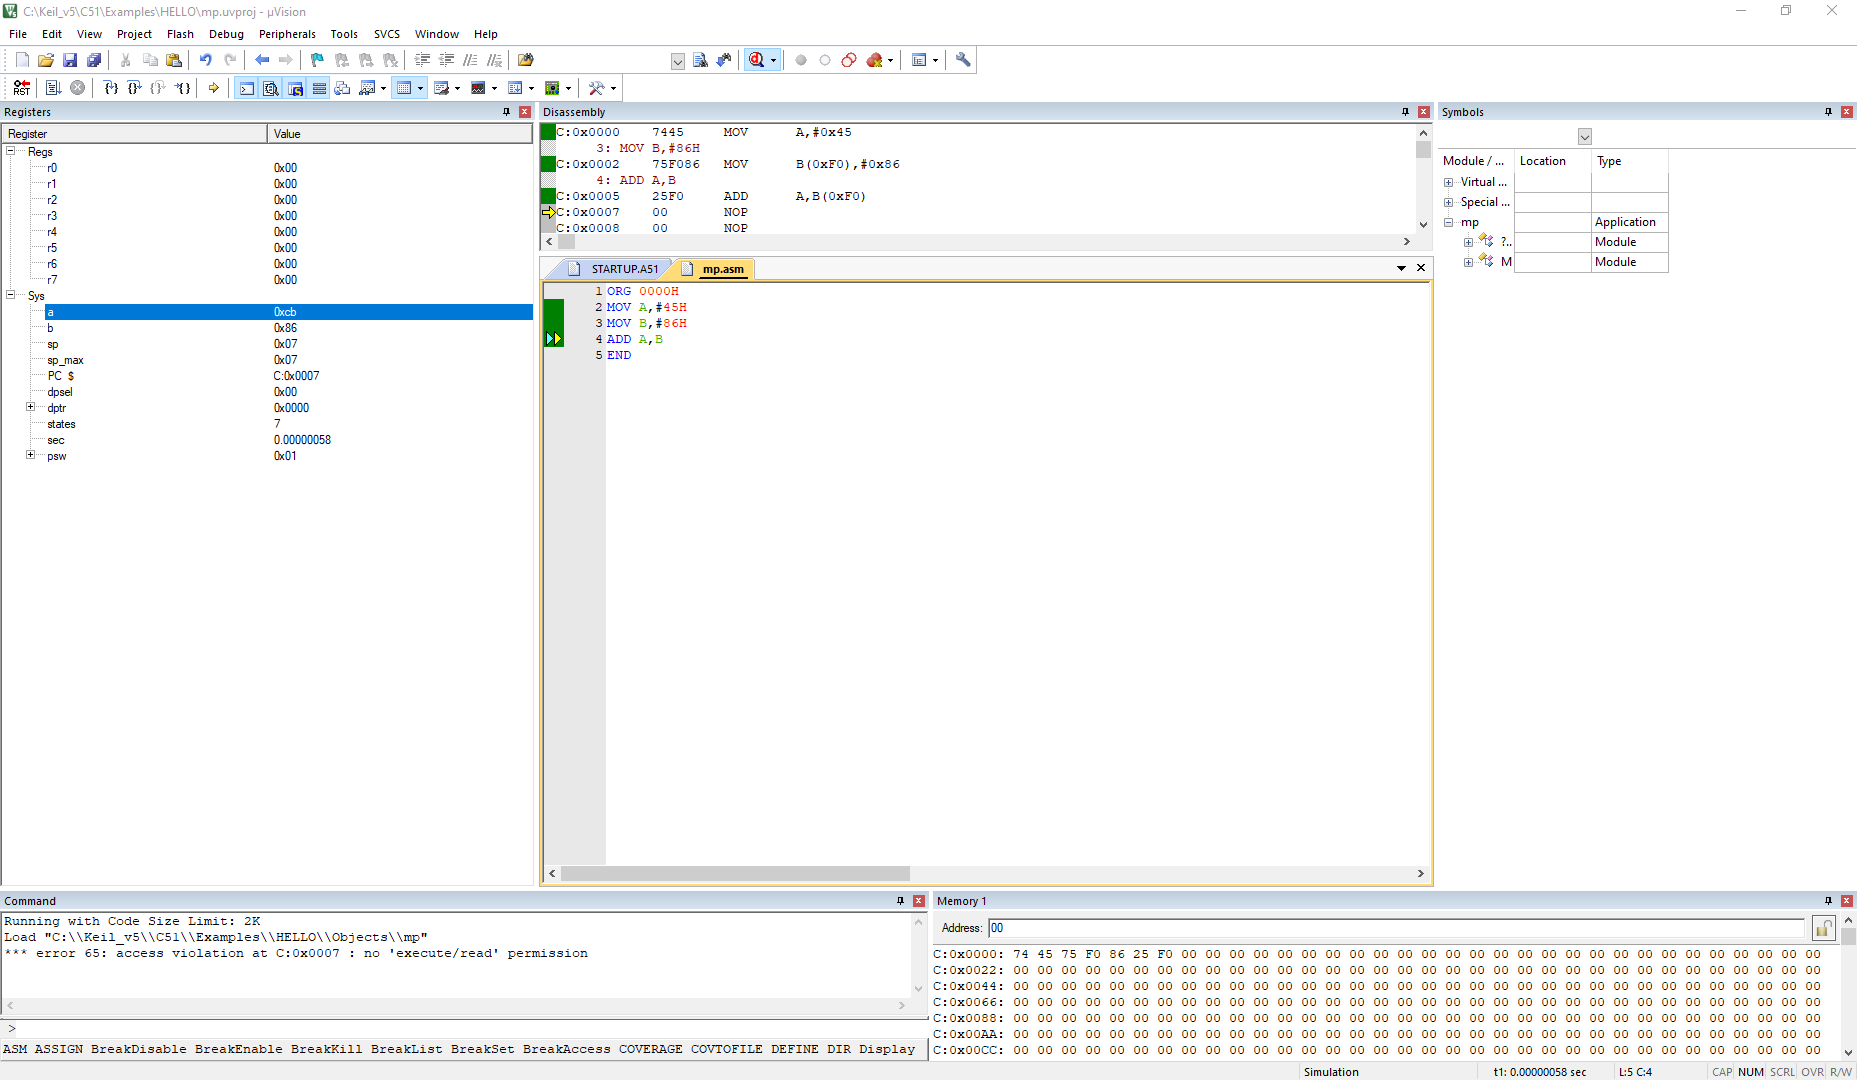 C:\Keil_v5\C51\Examples\HELLO\mp.uvproj - µVision
File Edit View Project Flash Debug Peripherals Tools SVCS Window Help
RST
Registers
Register Value
Regs
r0 0x00
r1 0x00
r2 0x00
r3 0x00
r4 0x00
r5 0x00
r6 0x00
r7 0x00
Sys
a 0xcb
b 0x86
sp 0x07
sp_max 0x07
PC $ C:0x0007
dpsel 0x00
dptr 0x0000
states 7
sec 0.00000058
psw 0x01
Disassembly
C:0x0000 7445 MOV A,#0x45
3: MOV B,#86H
C:0x0002 75F086 MOV B(0xF0),#0x86
4: ADD A,B
C:0x0005 25F0 ADD A,B(0xF0)
C:0x0007 00 NOP
C:0x0008 00 NOP
STARTUP.A51 mp.asm
1 ORG 0000H
2 MOV A,#45H
3 MOV B,#86H
4 ADD A,B
5 END
Symbols
Module / ... Location Type
Virtual ...
Special ...
mp Application
?.. Module
M Module
Command
Running with Code Size Limit: 2K
Load "C:\\Keil_v5\\C51\\Examples\\HELLO\\Objects\\mp"
*** error 65: access violation at C:0x0007 : no 'execute/read' permission
>
ASM ASSIGN BreakDisable BreakEnable BreakKill BreakList BreakSet BreakAccess COVERAGE COVTOFILE DEFINE DIR Display
Memory 1
Address: 00
C:0x0000: 74 45 75 F0 86 25 F0 00 00 00 00 00 00 00 00 00 00 00 00 00 00 00 00 00 00 00 00 00 00 00 00 00 00 00
C:0x0022: 00 00 00 00 00 00 00 00 00 00 00 00 00 00 00 00 00 00 00 00 00 00 00 00 00 00 00 00 00 00 00 00 00 00
C:0x0044: 00 00 00 00 00 00 00 00 00 00 00 00 00 00 00 00 00 00 00 00 00 00 00 00 00 00 00 00 00 00 00 00 00 00
C:0x0066: 00 00 00 00 00 00 00 00 00 00 00 00 00 00 00 00 00 00 00 00 00 00 00 00 00 00 00 00 00 00 00 00 00 00
C:0x0088: 00 00 00 00 00 00 00 00 00 00 00 00 00 00 00 00 00 00 00 00 00 00 00 00 00 00 00 00 00 00 00 00 00 00
C:0x00AA: 00 00 00 00 00 00 00 00 00 00 00 00 00 00 00 00 00 00 00 00 00 00 00 00 00 00 00 00 00 00 00 00 00 00
C:0x00CC: 00 00 00 00 00 00 00 00 00 00 00 00 00 00 00 00 00 00 00 00 00 00 00 00 00 00 00 00 00 00 00 00 00 00
Simulation t1: 0.00000058 sec L:5 C:4 CAP NUM SCRL OVR R/W